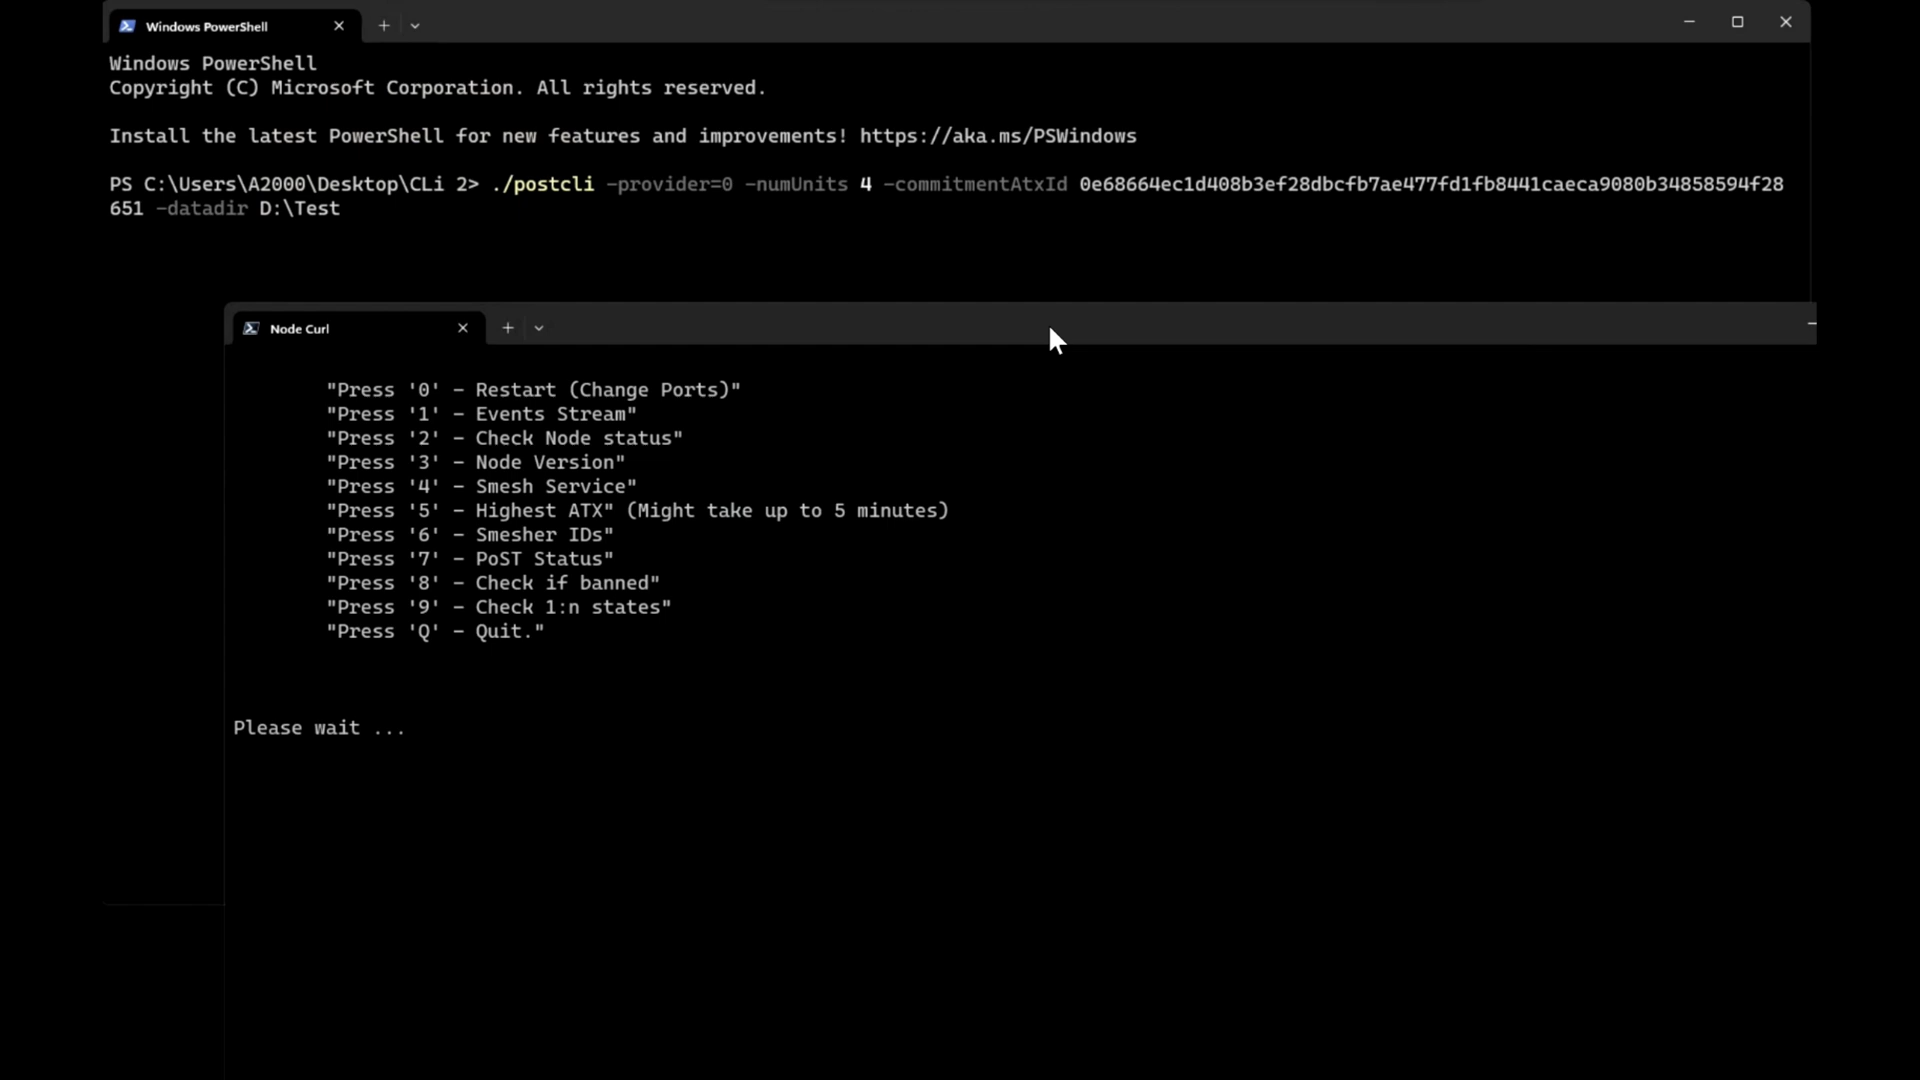 Windows PowerShell
Windows PowerShell
Copyright (C) Microsoft Corporation. All rights reserved.
Install the latest PowerShell for new features and improvements! https://aka.ms/PSWindows
PS C:\Users\A2000\Desktop\CLi 2> ./postcli -provider=0 -numUnits 4 -commitmentAtxId 0e68664ec1d408b3ef28dbcfb7ae477fd1fb8441caeca9080b34858594f28
651 -datadir D:\Test
Node Curl
"Press '0' - Restart (Change Ports)"
"Press '1' - Events Stream"
"Press '2' - Check Node status"
"Press '3' - Node Version"
"Press '4' - Smesh Service"
"Press '5' - Highest ATX" (Might take up to 5 minutes)
"Press '6' - Smesher IDs"
"Press '7' - PoST Status"
"Press '8' - Check if banned"
"Press '9' - Check 1:n states"
"Press 'Q' - Quit."
Please wait ...